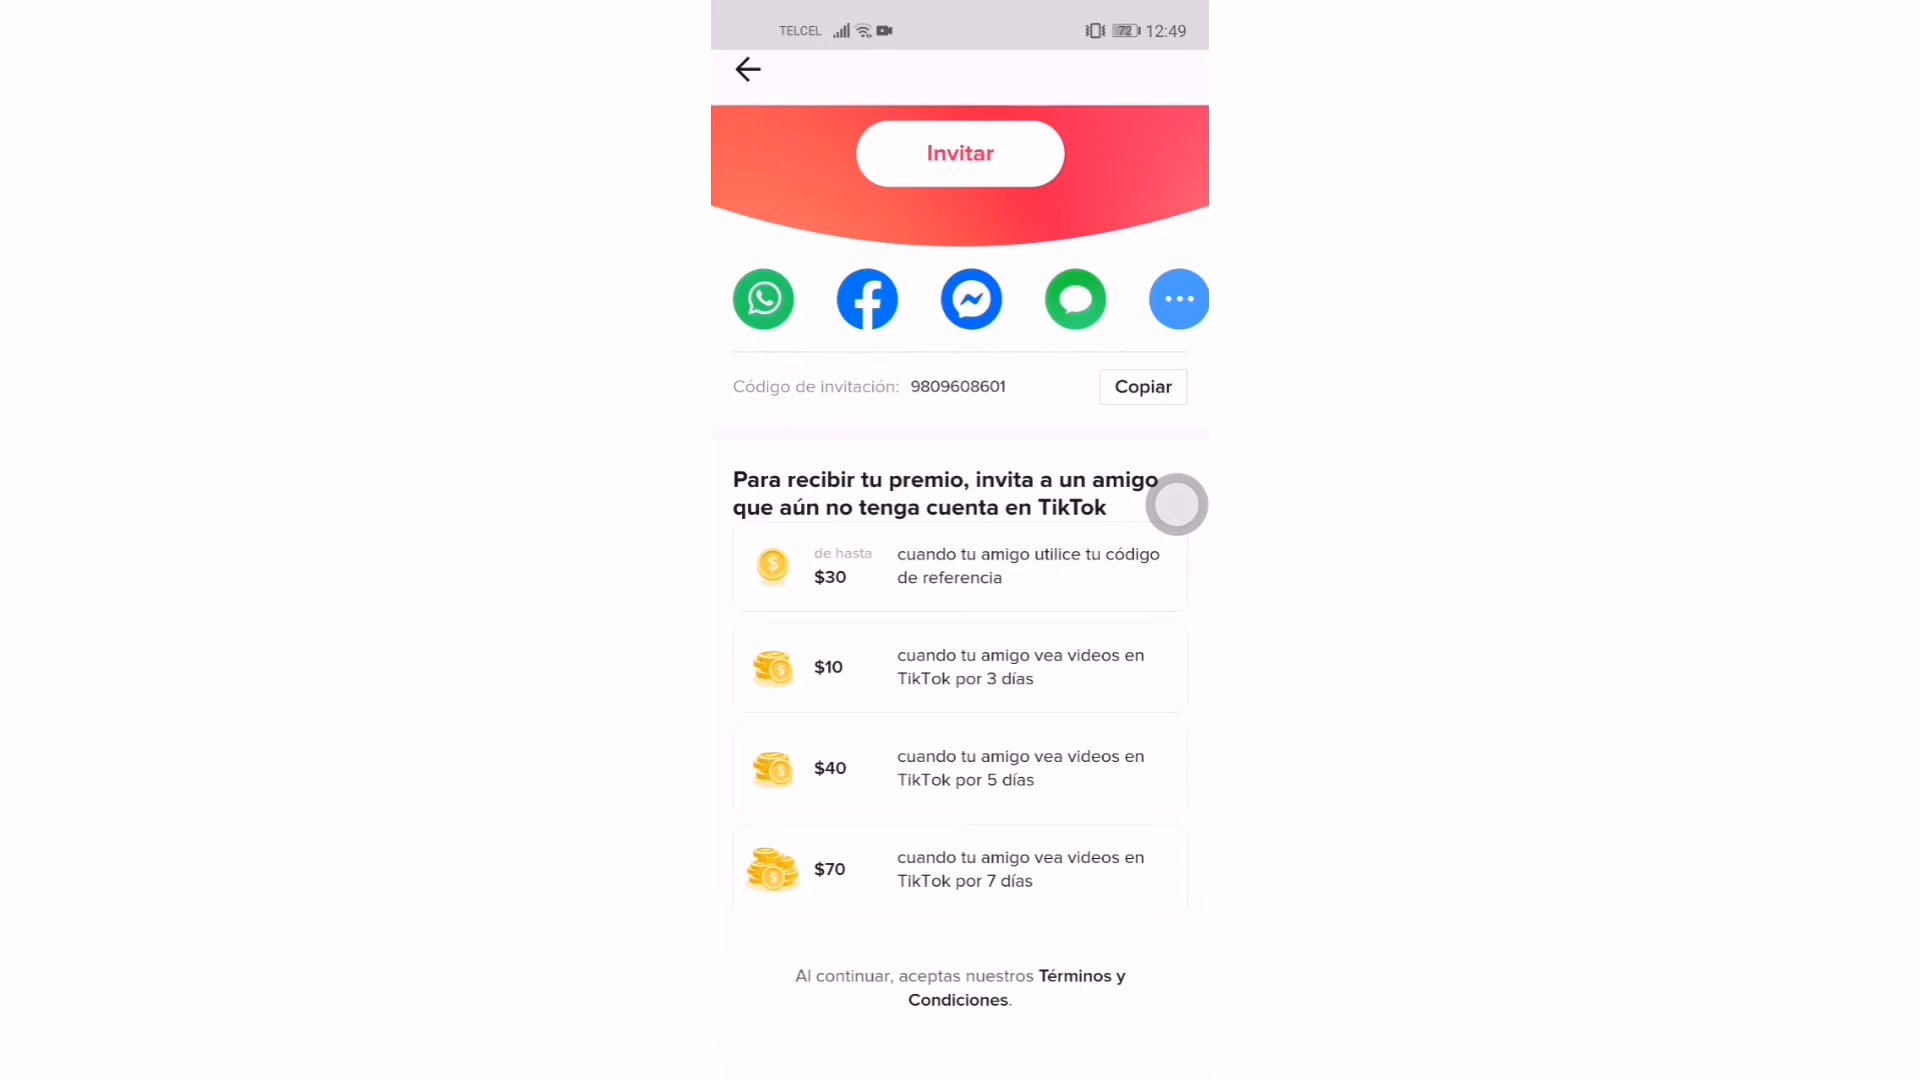 TELCEL 72 12:49
Invitar
Código de invitación: 9809608601 Copiar
Para recibir tu premio, invita a un amigo
que aún no tenga cuenta en TikTok
de hasta
$30
cuando tu amigo utilice tu código
de referencia
$10
cuando tu amigo vea videos en
TikTok por 3 días
$40
cuando tu amigo vea videos en
TikTok por 5 días
$70
cuando tu amigo vea videos en
TikTok por 7 días
Al continuar, aceptas nuestros Términos y
Condiciones.